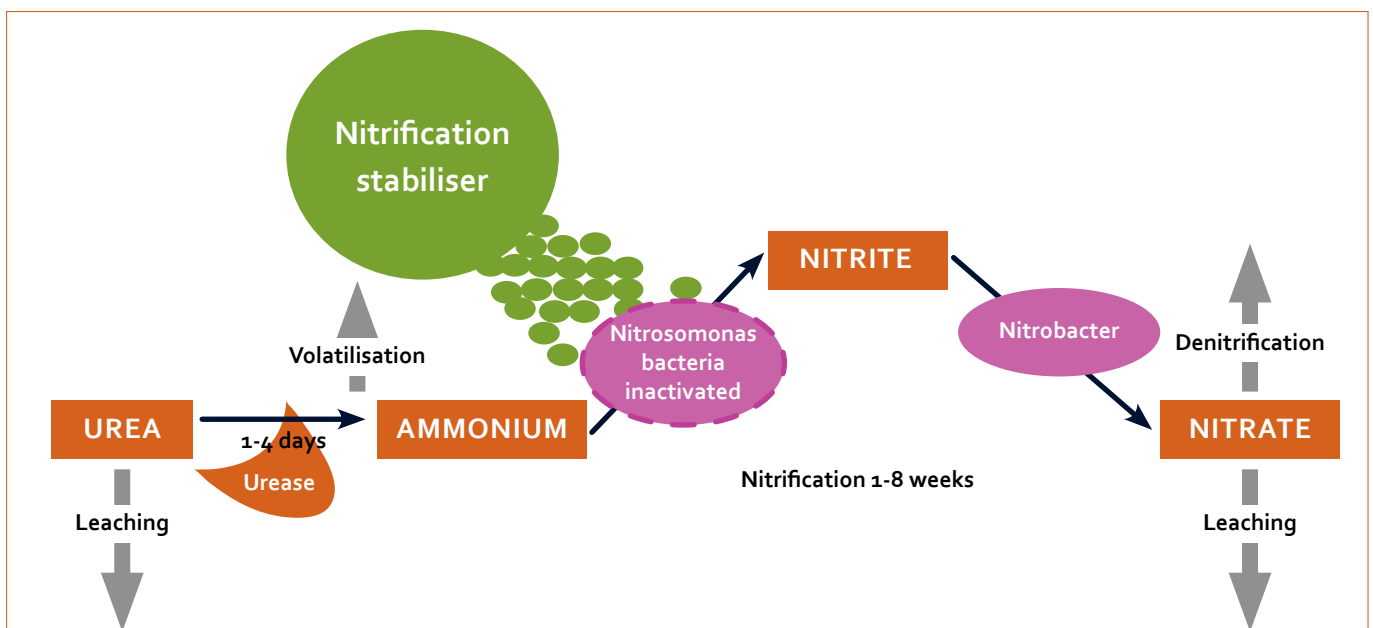 Nitrification
stabiliser
NITRITE
Nitrosomonas
bacteria
inactivated
Nitrobacter
Volatilisation
Denitrification
UREA
1-4 days
Urease
AMMONIUM
NITRATE
Nitrification 1-8 weeks
Leaching
Leaching